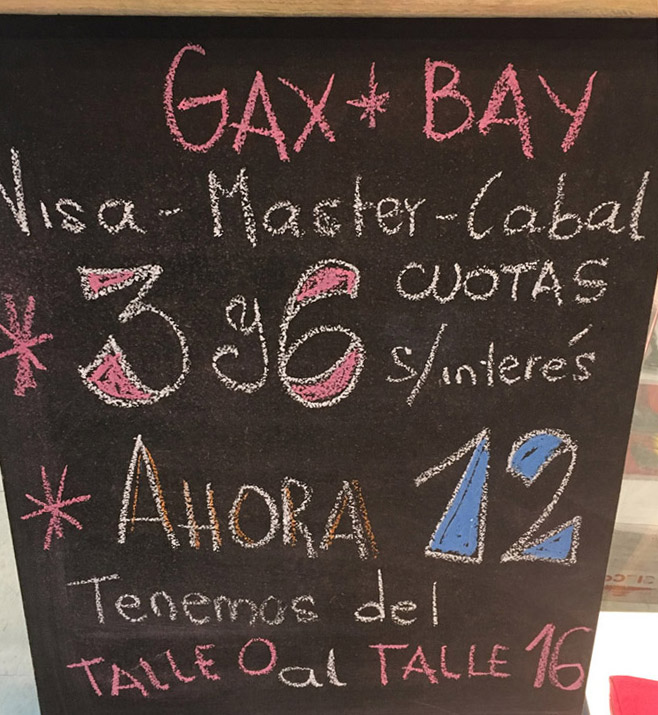 GAX * BAY
Visa - Master - Cabal
* 3 y 6 CUOTAS
s/interés
* AHORA 12
Tenemos del
TALLE 0 al TALLE 16